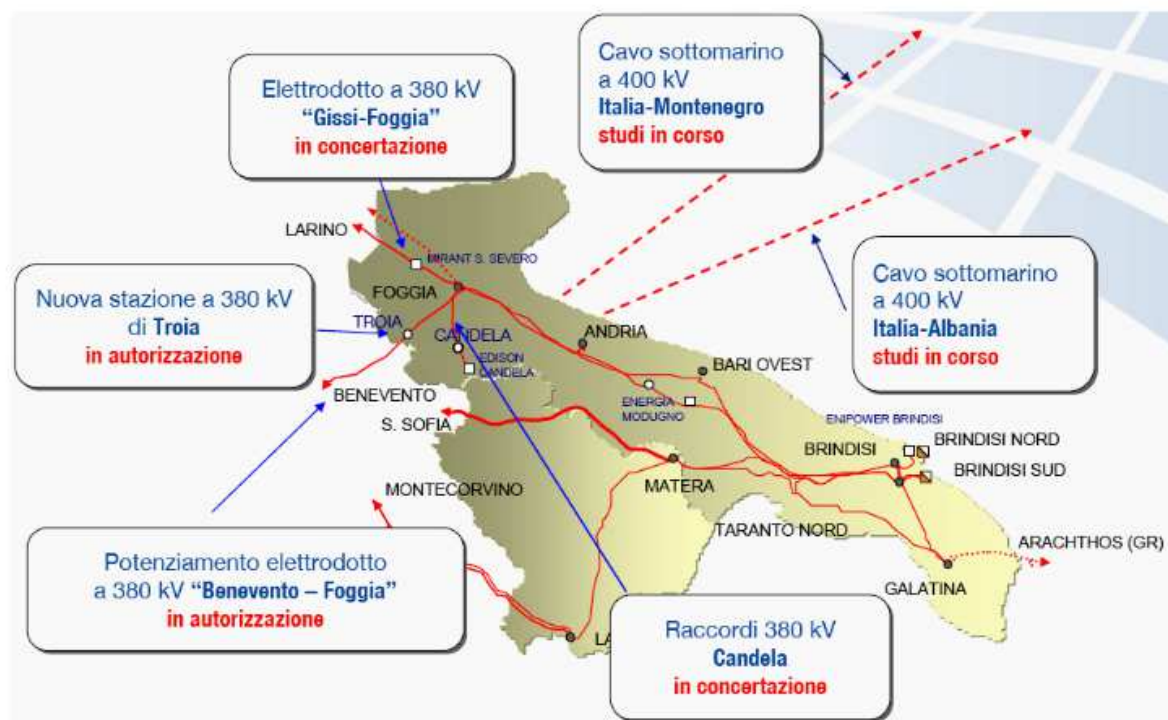 Elettrodotto a 380 kV
“Gissi-Foggia”
in concertazione
Cavo sottomarino
a 400 kV
Italia-Montenegro
studi in corso
LARINO
MIRANT S. SEVERO
FOGGIA
Nuova stazione a 380 kV
di Troia
in autorizzazione
TROIA
CANDELA
EDISON
CANDELA
ANDRIA
BARI OVEST
Cavo sottomarino
a 400 kV
Italia-Albania
studi in corso
BENEVENTO
S. SOFIA
ENERGIA
MODUGNO
ENIPOWER BRINDISI
BRINDISI
BRINDISI NORD
BRINDISI SUD
MONTECORVINO
MATERA
TARANTO NORD
ARACHTHOS (GR)
GALATINA
Potenziamento elettrodotto
a 380 kV “Benevento – Foggia”
in autorizzazione
Raccordi 380 kV
Candela
in concertazione